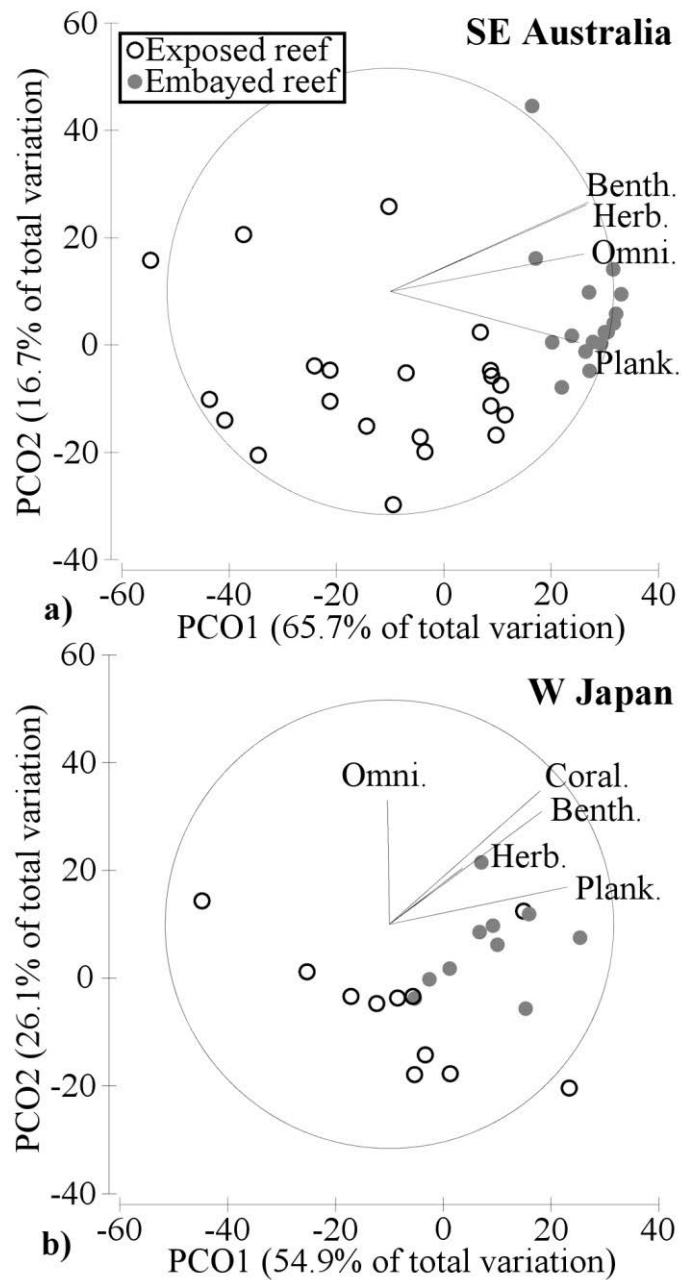 60
SE Australia
Exposed reef
Embayed reef
40
Benth.
20
Herb.
Omni.
0
Plank.
-20
-40
PCO2 (16.7% of total variation)
-60 -40 -20 0 20 40
a)
PCO1 (65.7% of total variation)
60
W Japan
40
Omni.
Coral.
Benth.
20
Herb.
Plank.
0
-20
-40
PCO2 (26.1% of total variation)
-60 -40 -20 0 20 40
b)
PCO1 (54.9% of total variation)